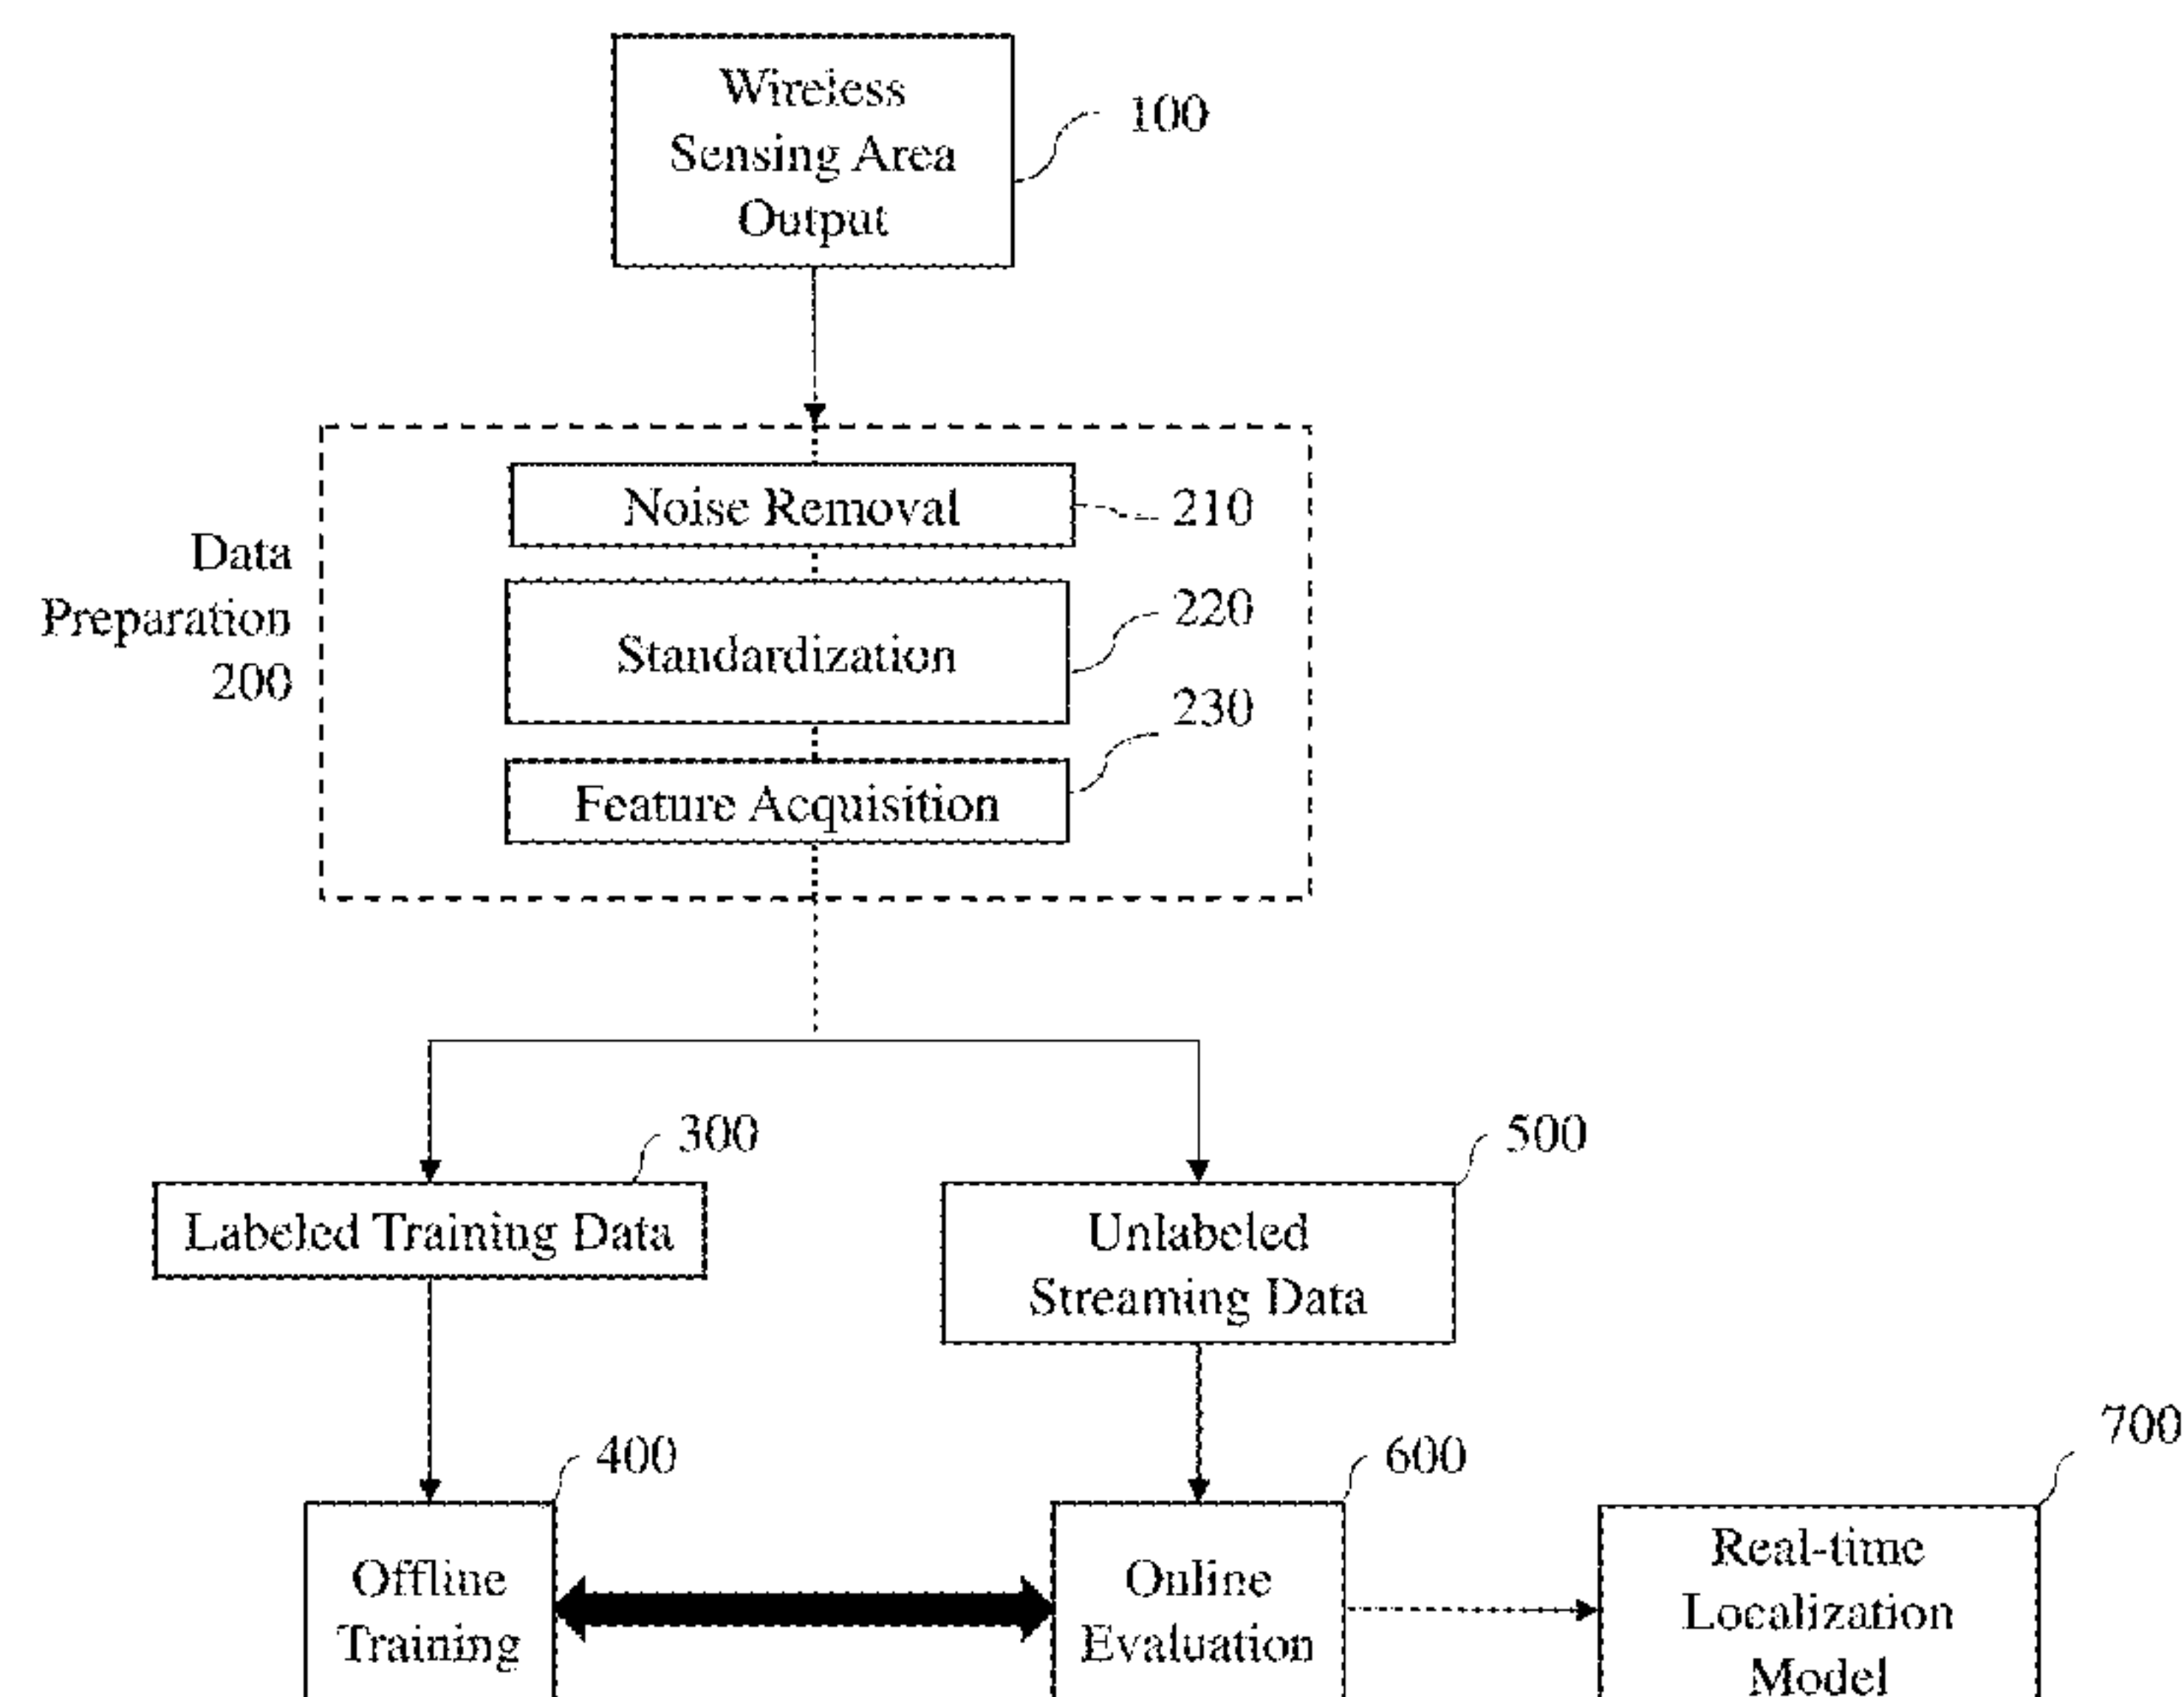 Wireless
Sensing Area
Output
100
Noise Removal
210
Data
Preparation
200
Standardization
220
230
Feature Acquisition
300
500
Labeled Training Data
Unlabeled
Streaming Data
400
600
700
Offline
Training
Online
Evaluation
Real-time
Localization
Model